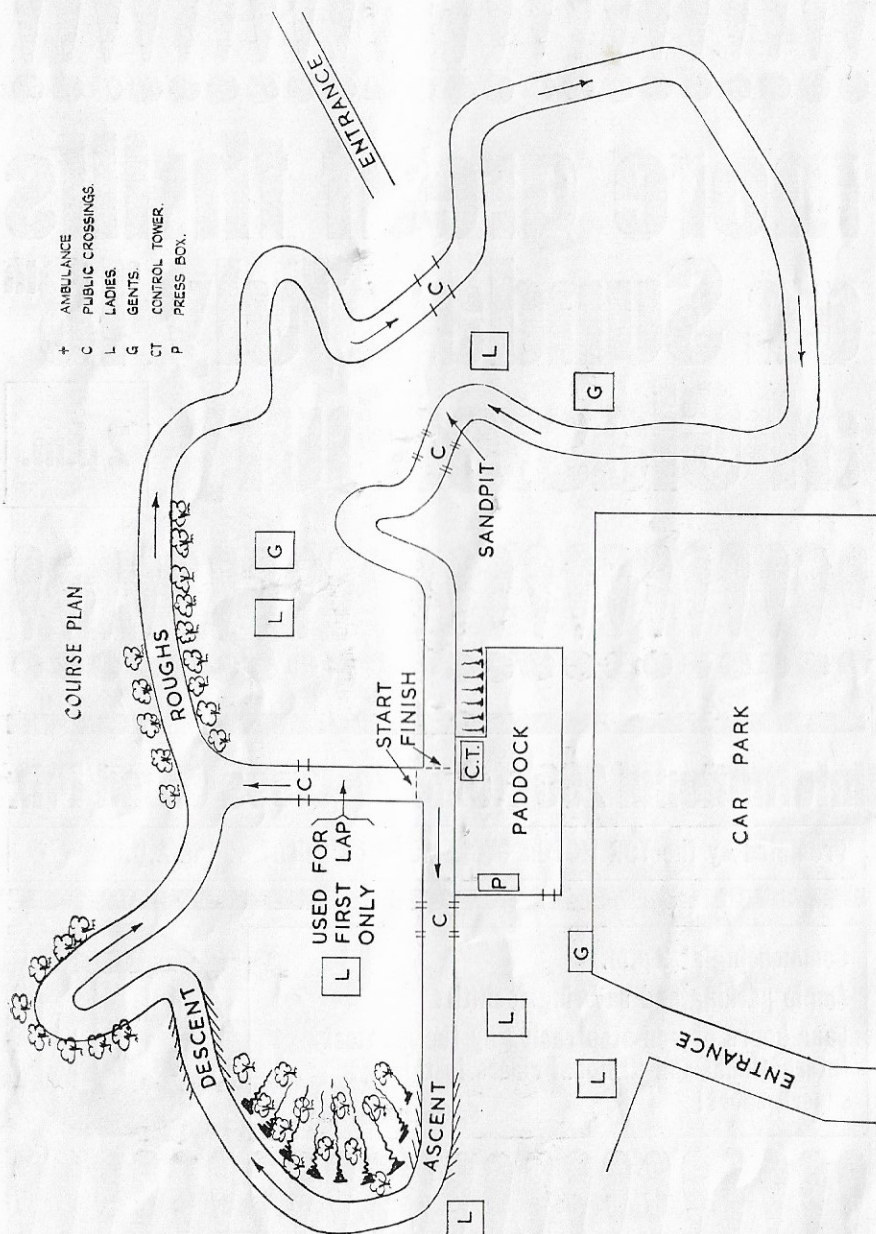 COURSE PLAN
+ AMBULANCE
C PUBLIC CROSSINGS.
L LADIES.
G GENTS.
CT CONTROL TOWER.
P PRESS BOX.
ENTRANCE
ROUGHS
DESCENT
USED FOR
FIRST LAP
ONLY
C
START
FINISH
L
G
C
L
G
C
SANDPIT
L
C
ASCENT
L
P
C.T.
PADDOCK
L
L
G
CAR PARK
ENTRANCE